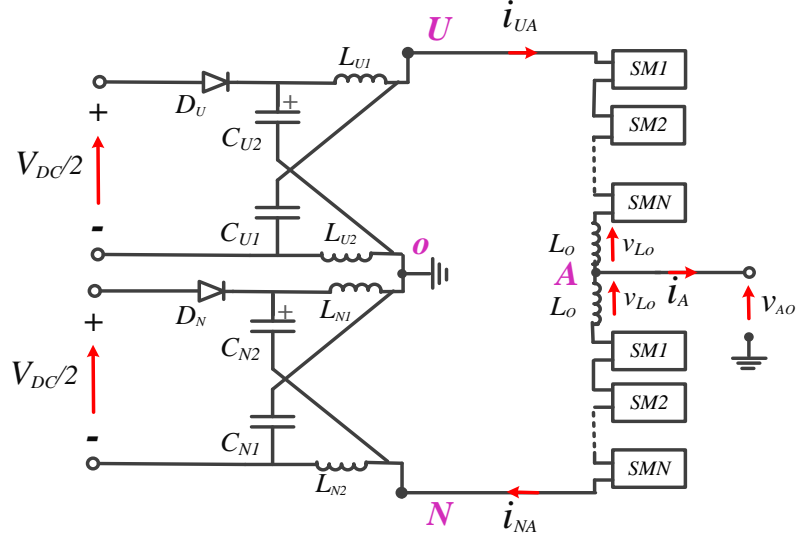 U
i_UA
L_U1
SM1
D_U
+
+
C_U2
SM2
V_DC/2
-
C_U1
SMN
L_U2
o
L_o
v_Lo
A
i_A
L_o
v_Lo
v_AO
D_N
L_N1
+
+
C_N2
SM1
V_DC/2
SM2
-
C_N1
L_N2
SMN
N
i_NA